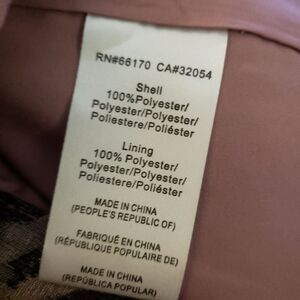 RN#66170 CA#32054
Shell
100%Polyester/
Polyester/Polyester/
Poliestere/Poliéster
Lining
100% Polyester/
Polyester/Polyester/
Poliestere/Poliéster
MADE IN CHINA
(PEOPLE'S REPUBLIC OF)
FABRIQUÉ EN CHINA
(RÉPUBLIQUE POPULAIRE DE)
MADE IN CHINA
(REPÚBLICA POPULAR)